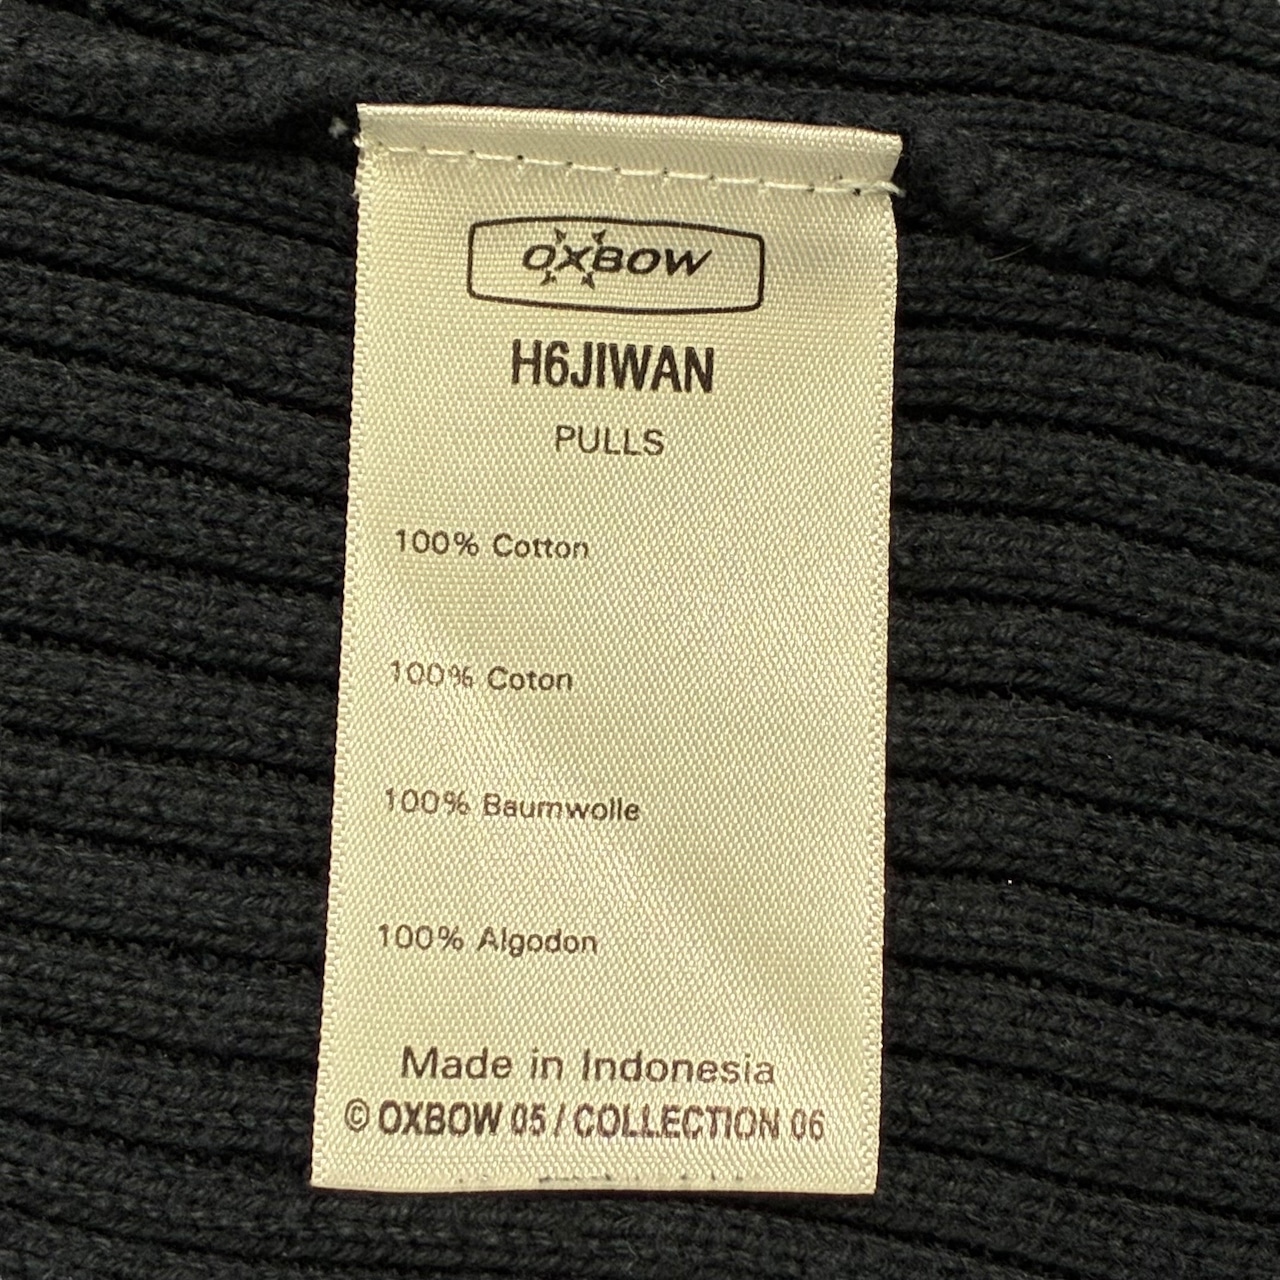 OXBOW
H6JIWAN
PULLS
100% Cotton
100% Coton
100% Baumwolle
100% Algodon
Made in Indonesia
© OXBOW 05 / COLLECTION 06